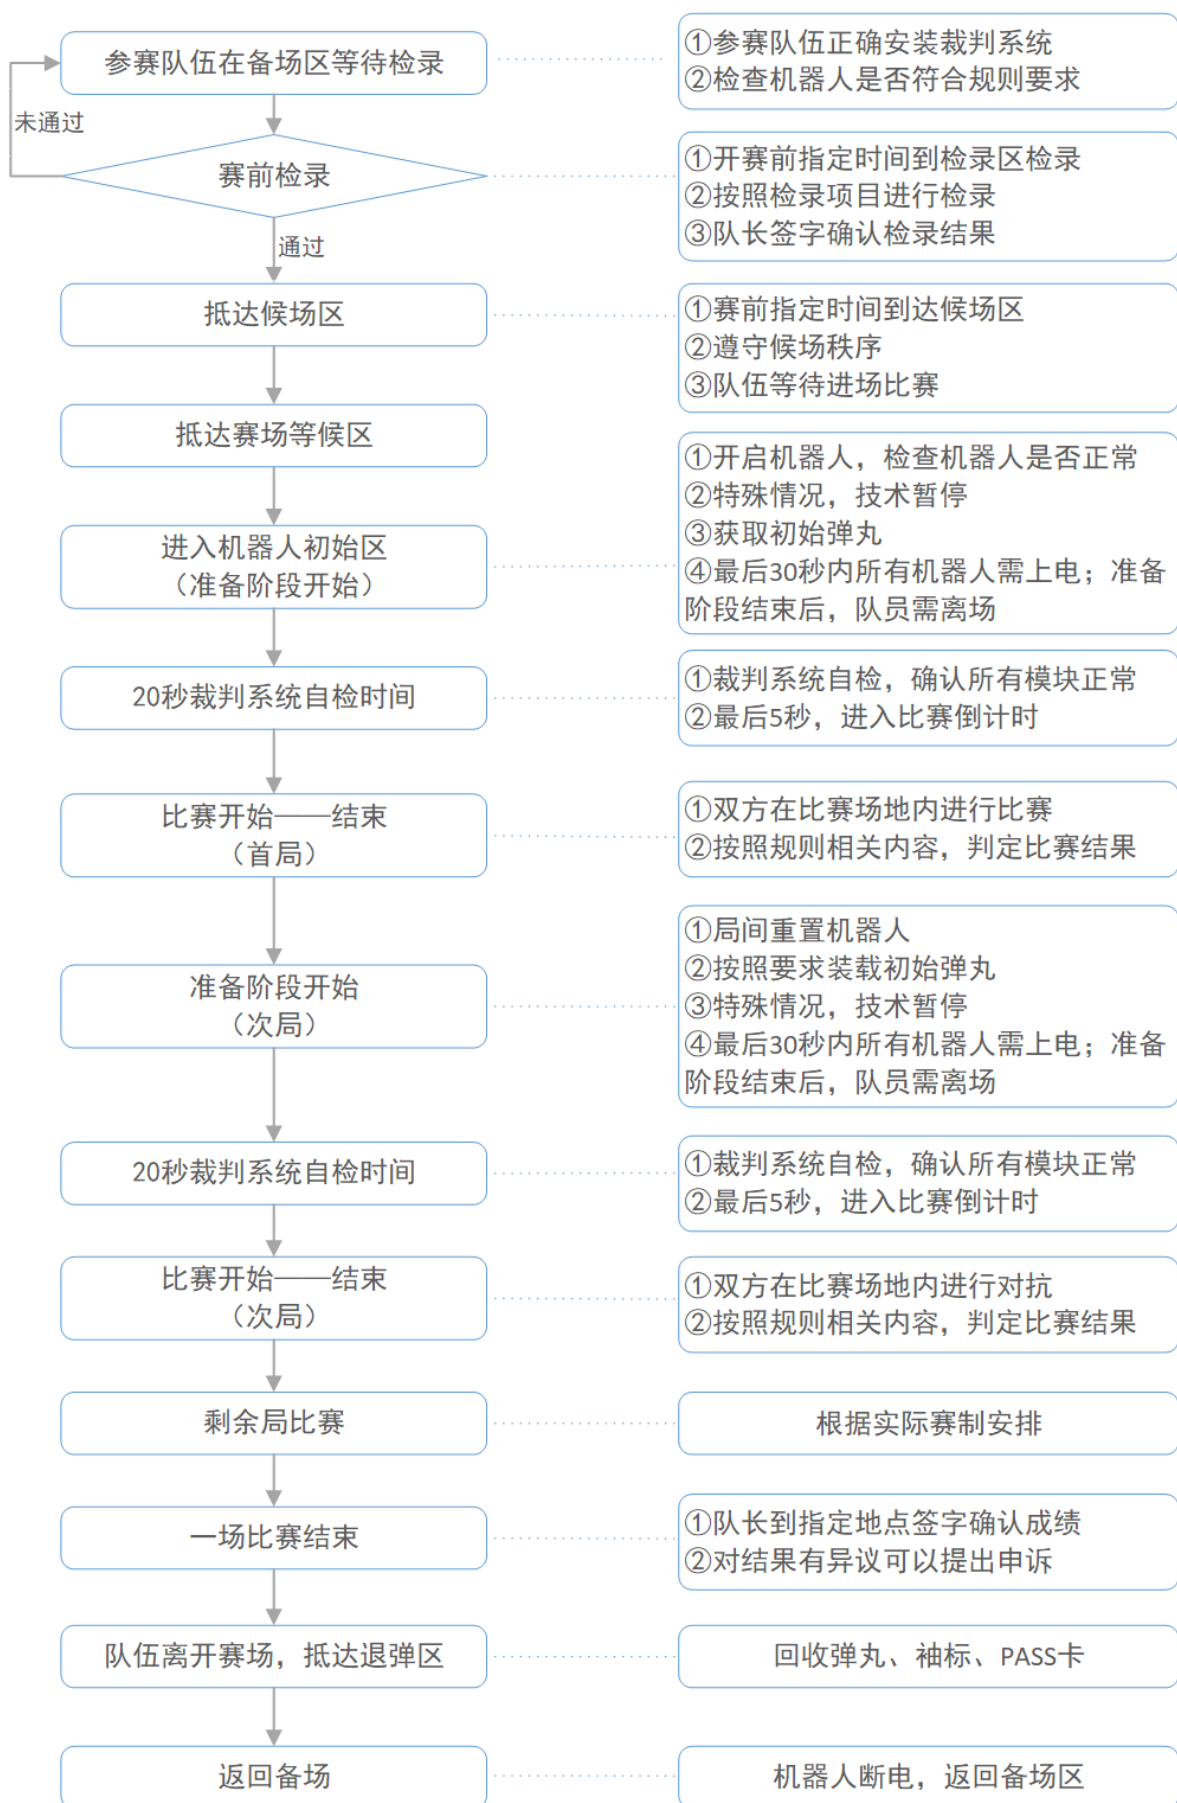 参赛队伍在备场区等待检录
①参赛队伍正确安装裁判系统
②检查机器人是否符合规则要求
未通过
赛前检录
①开赛前指定时间到检录区检录
②按照检录项目进行检录
③队长签字确认检录结果
通过
抵达候场区
①赛前指定时间到达候场区
②遵守候场秩序
③队伍等待进场比赛
抵达赛场等候区
进入机器人初始区
（准备阶段开始）
①开启机器人，检查机器人是否正常
②特殊情况，技术暂停
③获取初始弹丸
④最后30秒内所有机器人需上电；准备
阶段结束后，队员需离场
20秒裁判系统自检时间
①裁判系统自检，确认所有模块正常
②最后5秒，进入比赛倒计时
比赛开始——结束
（首局）
①双方在比赛场地内进行比赛
②按照规则相关内容，判定比赛结果
准备阶段开始
（次局）
①局间重置机器人
②按照要求装载初始弹丸
③特殊情况，技术暂停
④最后30秒内所有机器人需上电；准备
阶段结束后，队员需离场
20秒裁判系统自检时间
①裁判系统自检，确认所有模块正常
②最后5秒，进入比赛倒计时
比赛开始——结束
（次局）
①双方在比赛场地内进行对抗
②按照规则相关内容，判定比赛结果
剩余局比赛
根据实际赛制安排
一场比赛结束
①队长到指定地点签字确认成绩
②对结果有异议可以提出申诉
队伍离开赛场，抵达退弹区
回收弹丸、袖标、PASS卡
返回备场
机器人断电，返回备场区